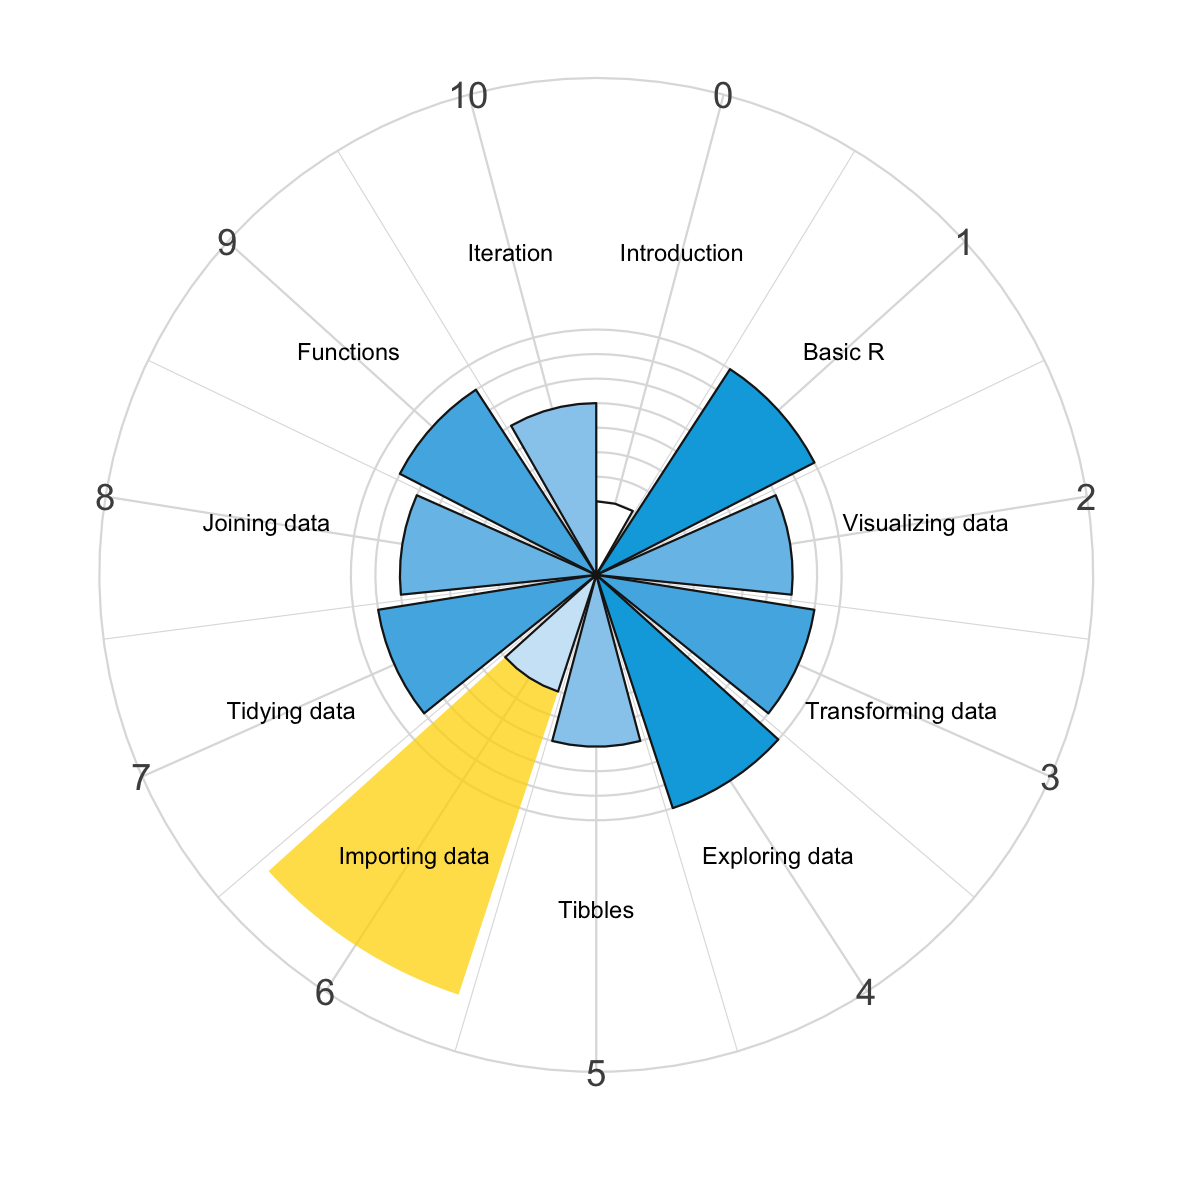 10
0
9
1
Iteration
Introduction
Functions
Basic R
8
2
Joining data
Visualizing data
Tidying data
Transforming data
7
3
Importing data
Exploring data
Tibbles
6
4
5